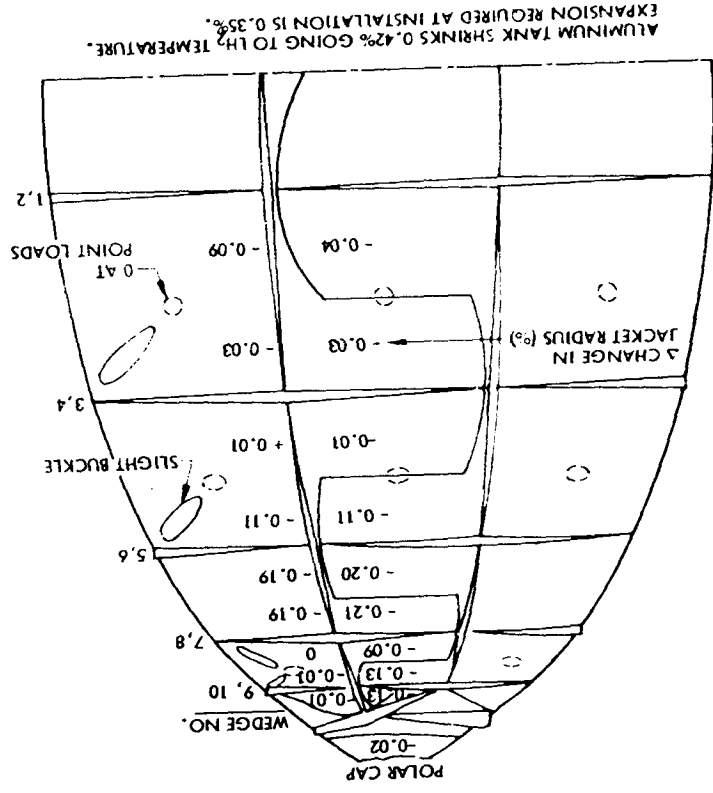 POLAR CAP
-0.02
WEDGE NO.
-0.01
9, 10
-0.13
-0.01
-0.09
0
7,8
-0.21
-0.19
-0.20
-0.19
5,6
-0.11
-0.11
SLIGHT BUCKLE
-0.01
+0.01
3,4
Δ CHANGE IN
JACKET RADIUS (%)
-0.03
-0.03
0 AT
POINT LOADS
-0.04
-0.09
1,2
ALUMINUM TANK SHRINKS 0.42% GOING TO LH2 TEMPERATURE.
EXPANSION REQUIRED AT INSTALLATION IS 0.35%.